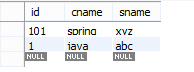 id cname sname
101 spring xyz
1 java abc
NULL NULL NULL